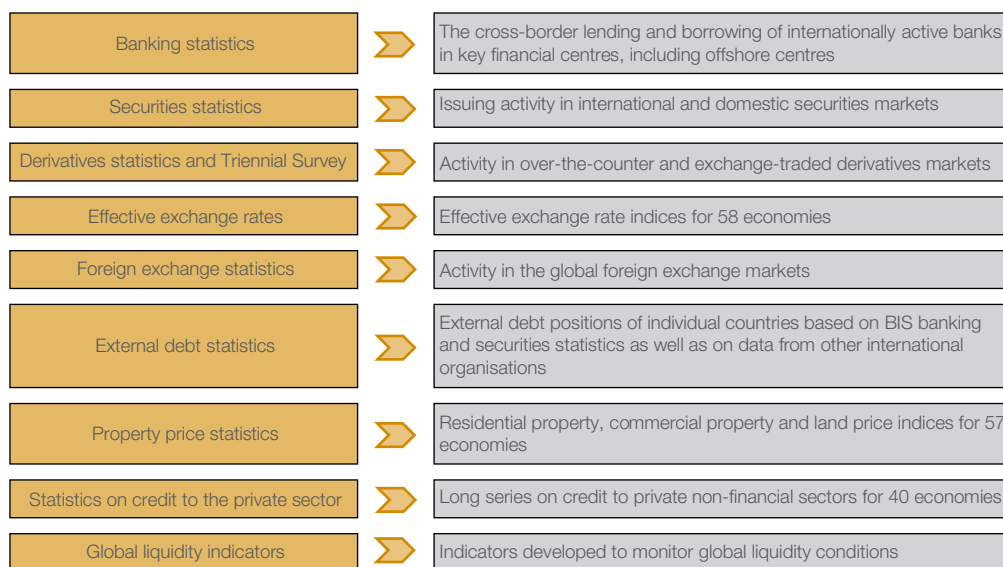 Banking statistics
The cross-border lending and borrowing of internationally active banks
in key financial centres, including offshore centres
Securities statistics
Issuing activity in international and domestic securities markets
Derivatives statistics and Triennial Survey
Activity in over-the-counter and exchange-traded derivatives markets
Effective exchange rates
Effective exchange rate indices for 58 economies
Foreign exchange statistics
Activity in the global foreign exchange markets
External debt statistics
External debt positions of individual countries based on BIS banking
and securities statistics as well as on data from other international
organisations
Property price statistics
Residential property, commercial property and land price indices for 57
economies
Statistics on credit to the private sector
Long series on credit to private non-financial sectors for 40 economies
Global liquidity indicators
Indicators developed to monitor global liquidity conditions